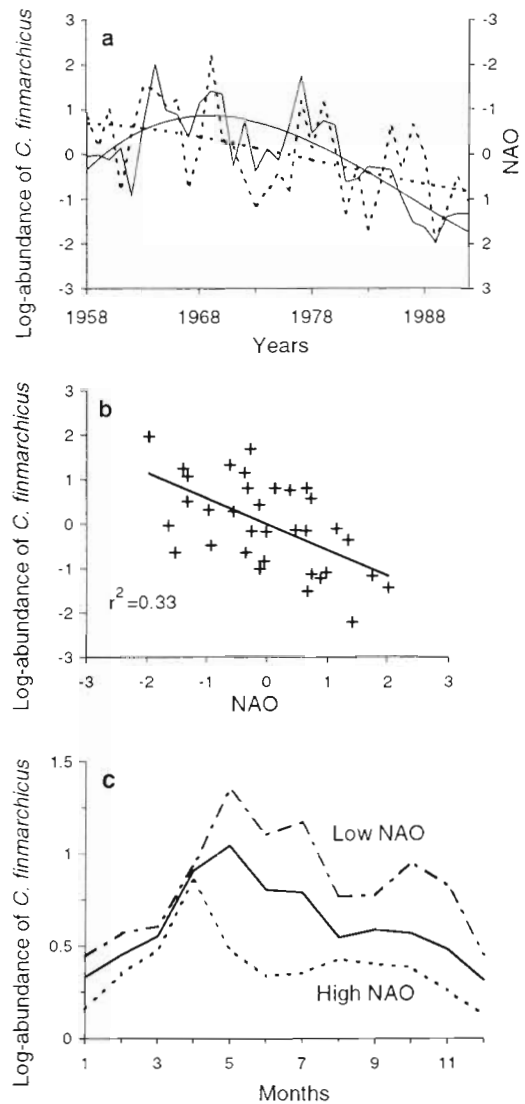 a
Log-abundance of C. finmarchicus
3
2
1
0
-1
-2
-3
-3
-2
-1
0
1
2
3
NAO
1958 1968 1978 1988
Years
b
Log-abundance of C. finmarchicus
3
2
1
0
-1
-2
-3
r2=0.33
-3 -2 -1 0 1 2 3
NAO
c
Log-abundance of C. finmarchicus
1.5
1
0.5
0
Low NAO
High NAO
1 3 5 7 9 11
Months